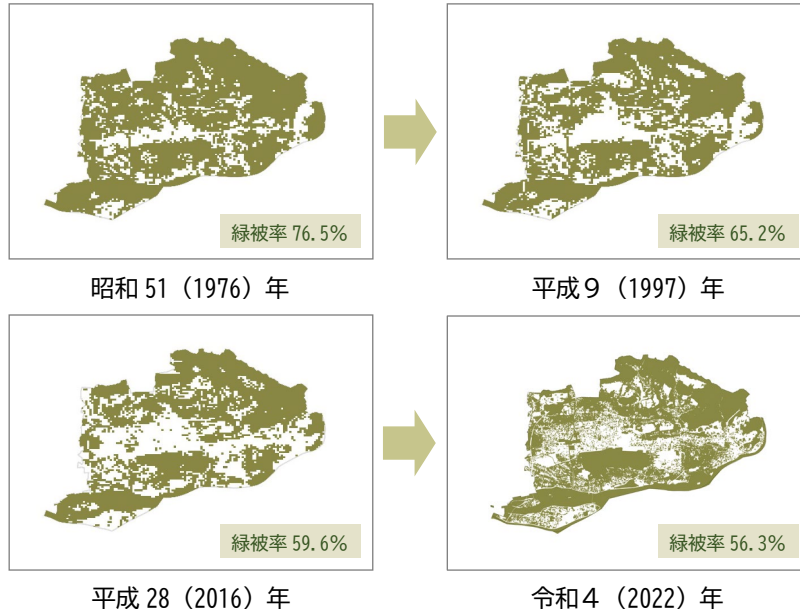 緑被率 76.5%
緑被率 65.2%
昭和 51（1976）年
平成９（1997）年
緑被率 59.6%
緑被率 56.3%
平成 28（2016）年
令和４（2022）年